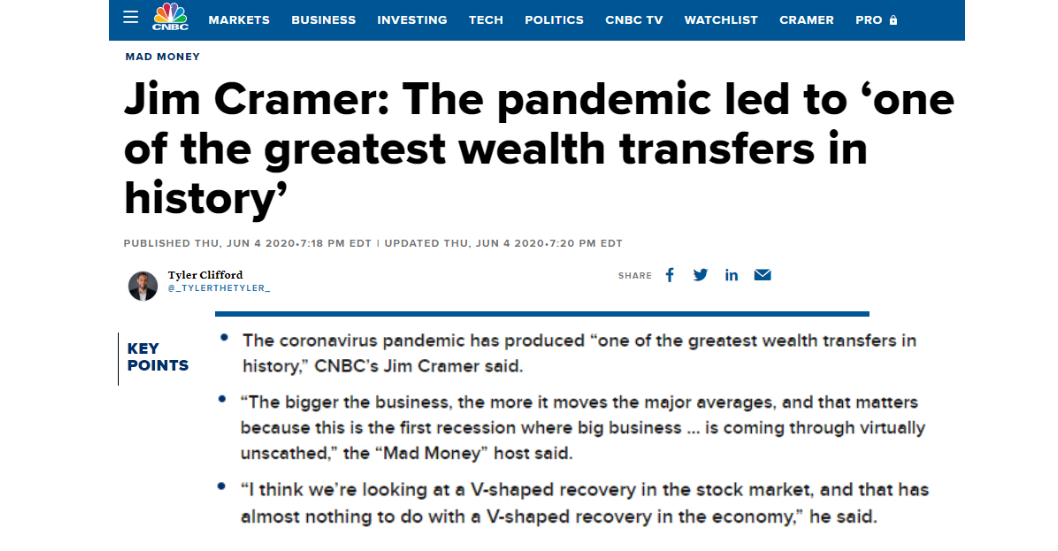 CNBC
MARKETS BUSINESS INVESTING TECH POLITICS CNBC TV WATCHLIST CRAMER PRO
MAD MONEY
Jim Cramer: The pandemic led to ‘one
of the greatest wealth transfers in
history’
PUBLISHED THU, JUN 4 2020•7:18 PM EDT | UPDATED THU, JUN 4 2020•7:20 PM EDT
Tyler Clifford
@_TYLERTHETYLER_
SHARE
KEY
POINTS
• The coronavirus pandemic has produced “one of the greatest wealth transfers in
history,” CNBC’s Jim Cramer said.
• “The bigger the business, the more it moves the major averages, and that matters
because this is the first recession where big business ... is coming through virtually
unscathed,” the “Mad Money” host said.
• “I think we’re looking at a V-shaped recovery in the stock market, and that has
almost nothing to do with a V-shaped recovery in the economy,” he said.